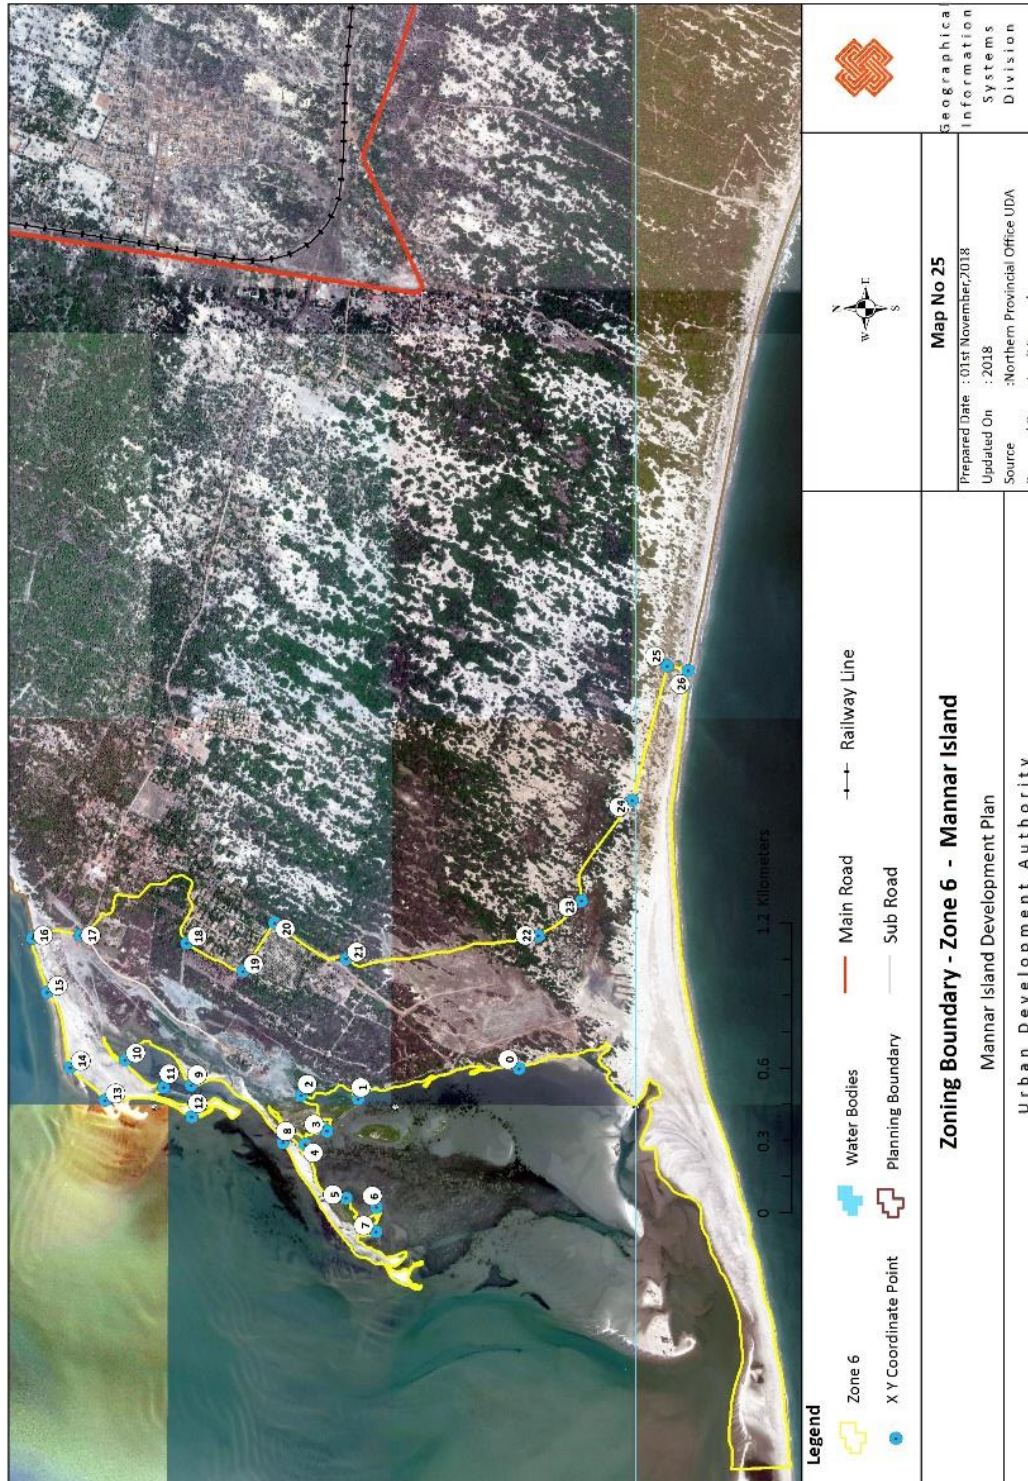 16
15
17
14
10
13
18
11
9
12
19
20
2
8
21
1
3
4
5
6
7
0
22
23
24
25
26
0
0.3
0.6
1.2 Kilometers
Legend
Zone 6
Water Bodies
Main Road
Railway Line
X Y Coordinate Point
Planning Boundary
Sub Road
N
W E
S
Geographical
Information
Systems
Division
Zoning Boundary - Zone 6 - Mannar Island
Mannar Island Development Plan
Urban Development Authority
Map No 25
Prepared Date : 01st November,2018
Updated On : 2018
Source :Northern Provincial Office UDA